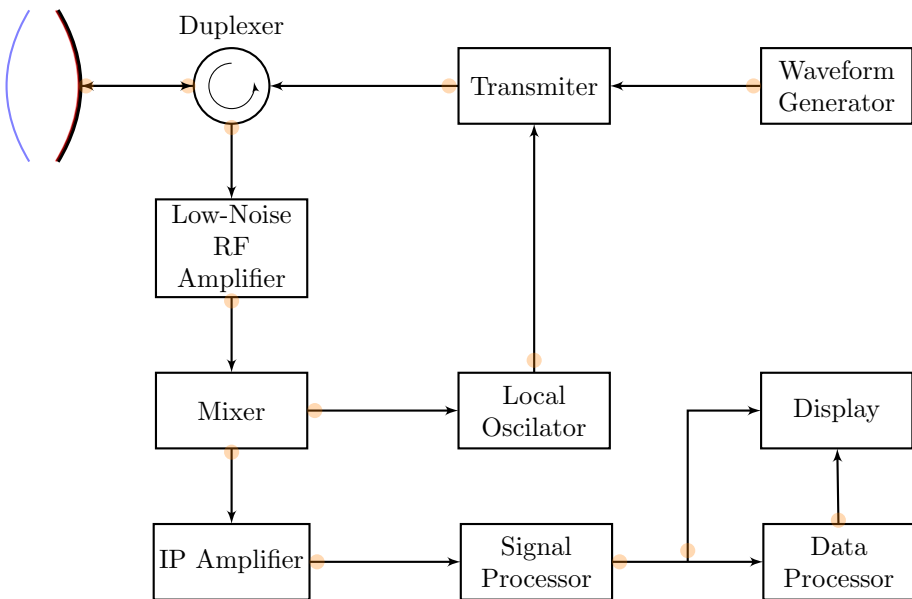 Duplexer
Transmiter
Waveform
Generator
Low-Noise
RF
Amplifier
Mixer
Local
Oscilator
Display
IP Amplifier
Signal
Processor
Data
Processor